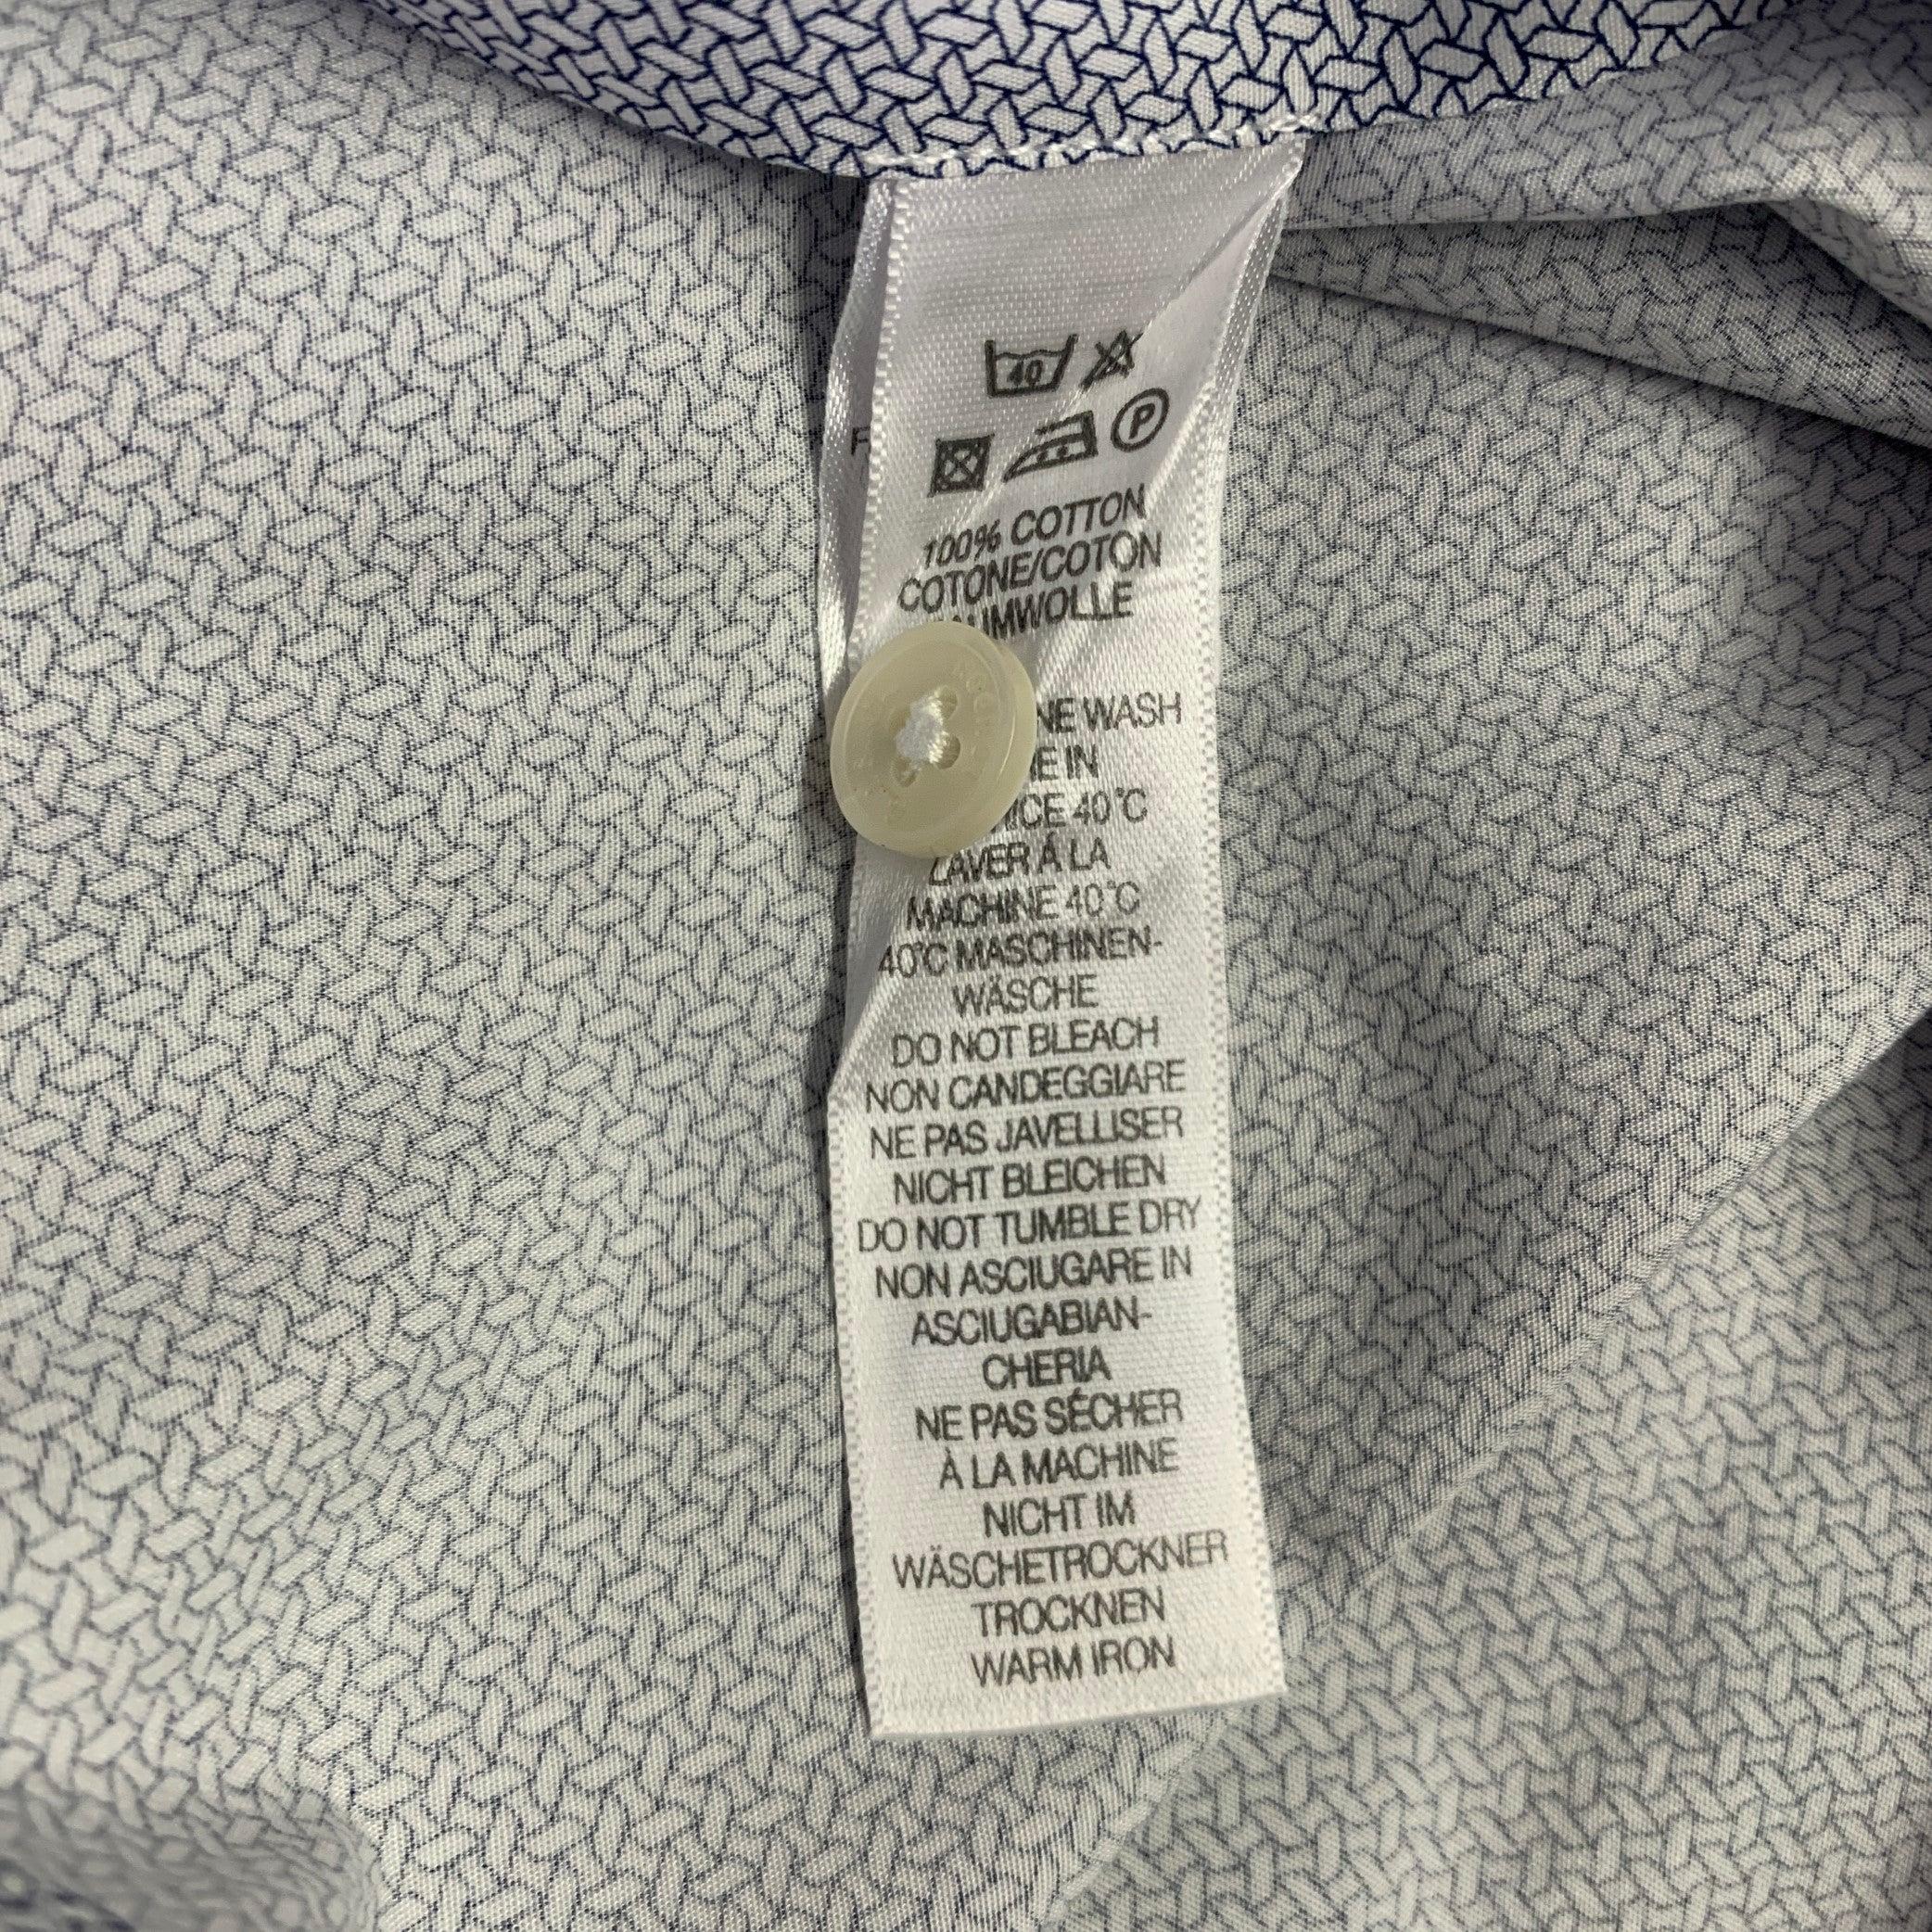 40
P
100% COTTON
COTONE/COTON
WASH
IN
40°C
LAVER Á LA
MACHINE 40°C
40°C MASCHINEN-
WÄSCHE
DO NOT BLEACH
NON CANDEGGIARE
NE PAS JAVELLISER
NICHT BLEICHEN
DO NOT TUMBLE DRY
NON ASCIUGARE IN
ASCIUGABIAN-
CHERIA
NE PAS SÉCHER
À LA MACHINE
NICHT IM
WÄSCHETROCKNER
TROCKNEN
WARM IRON